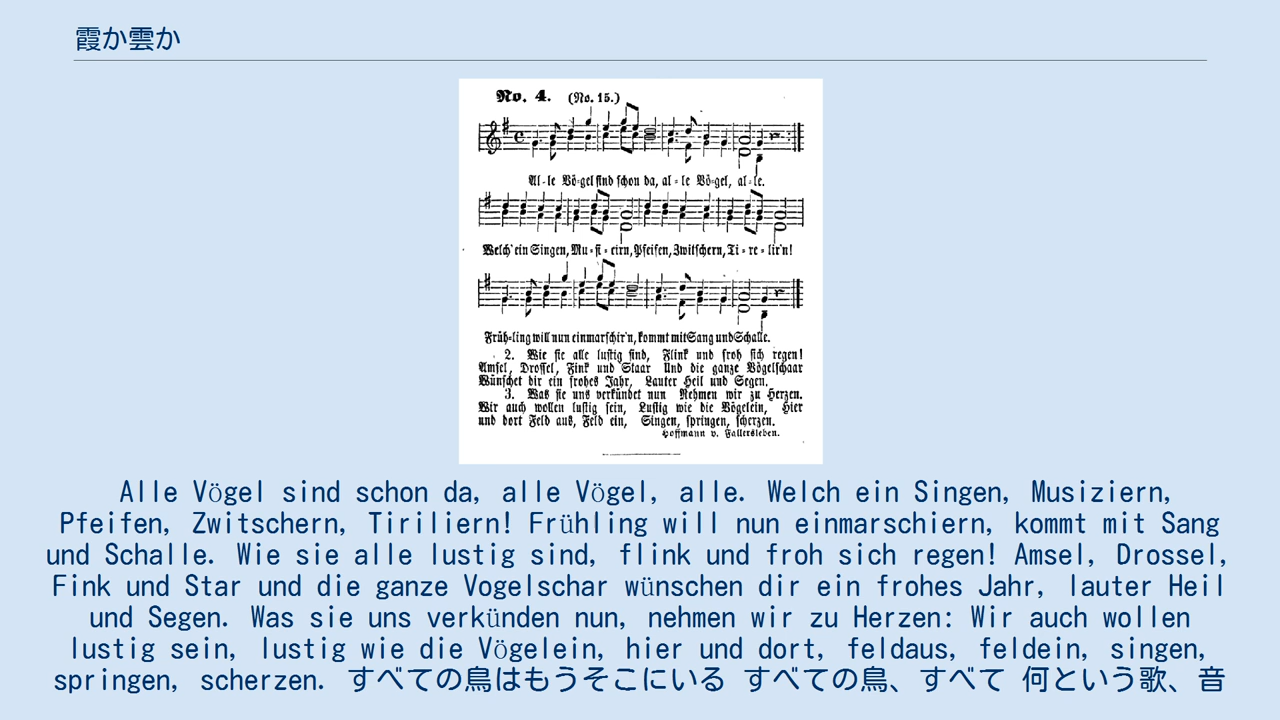 霞か雲か
No. 4. (No. 15.)
Al-le Vö-gel sind schon da, al-le Vö-gel, al-le.
Welch' ein Singen, Mu-si-cirn, Pfeifen, Zwitschern, Ti-re-lir'n!
Früh-ling will nun einmarschir'n, kommt mit Sang und Schalle.
2. Wie sie alle lustig sind, Flink und froh sich regen!
Amsel, Drossel, Fink und Staar Und die ganze Vögelschaar
Wünschet dir ein frohes Jahr, Lauter Heil und Segen.
3. Was sie uns verkündet nun Nehmen wir zu Herzen.
Wir auch wollen lustig sein, Lustig wie die Vögelein, Hier
und dort Feld aus, Feld ein, Singen, springen, scherzen.
Hoffmann v. Fallersleben.
Alle Vögel sind schon da, alle Vögel, alle. Welch ein Singen, Musiziern,
Pfeifen, Zwitschern, Tiriliern! Frühling will nun einmarschiern, kommt mit Sang
und Schalle. Wie sie alle lustig sind, flink und froh sich regen! Amsel, Drossel,
Fink und Star und die ganze Vogelschar wünschen dir ein frohes Jahr, lauter Heil
und Segen. Was sie uns verkünden nun, nehmen wir zu Herzen: Wir auch wollen
lustig sein, lustig wie die Vögelein, hier und dort, feldaus, feldein, singen,
springen, scherzen. すべての鳥はもうそこにいる すべての鳥、すべて 何という歌、音